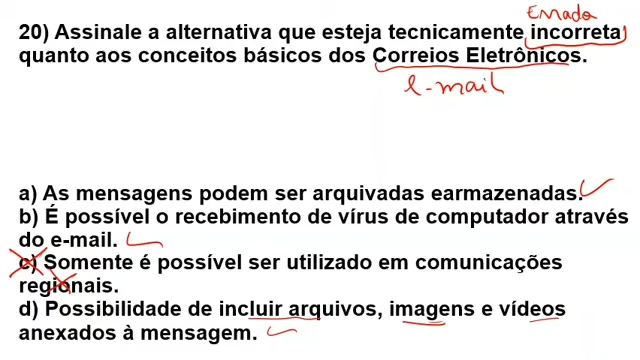 Errada
20) Assinale a alternativa que esteja tecnicamente incorreta
quanto aos conceitos básicos dos Correios Eletrônicos.
e-mail
a) As mensagens podem ser arquivadas earmazenadas.
b) É possível o recebimento de vírus de computador através
do e-mail.
c) Somente é possível ser utilizado em comunicações
regionais.
d) Possibilidade de incluir arquivos, imagens e vídeos
anexados à mensagem.